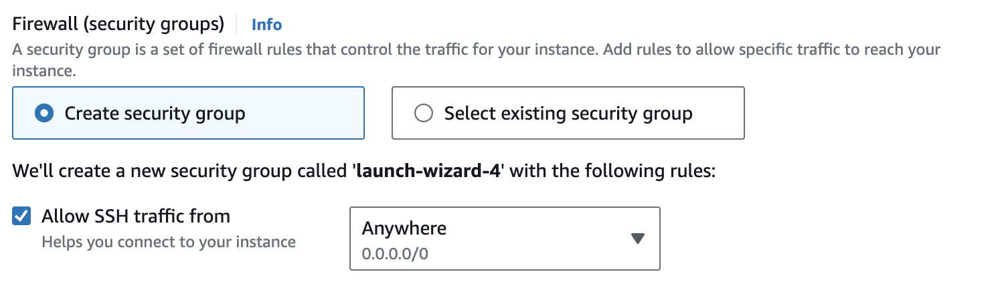 Firewall (security groups) Info
A security group is a set of firewall rules that control the traffic for your instance. Add rules to allow specific traffic to reach your
instance.
Create security group
Select existing security group
We'll create a new security group called 'launch-wizard-4' with the following rules:
Allow SSH traffic from
Helps you connect to your instance
Anywhere
0.0.0.0/0